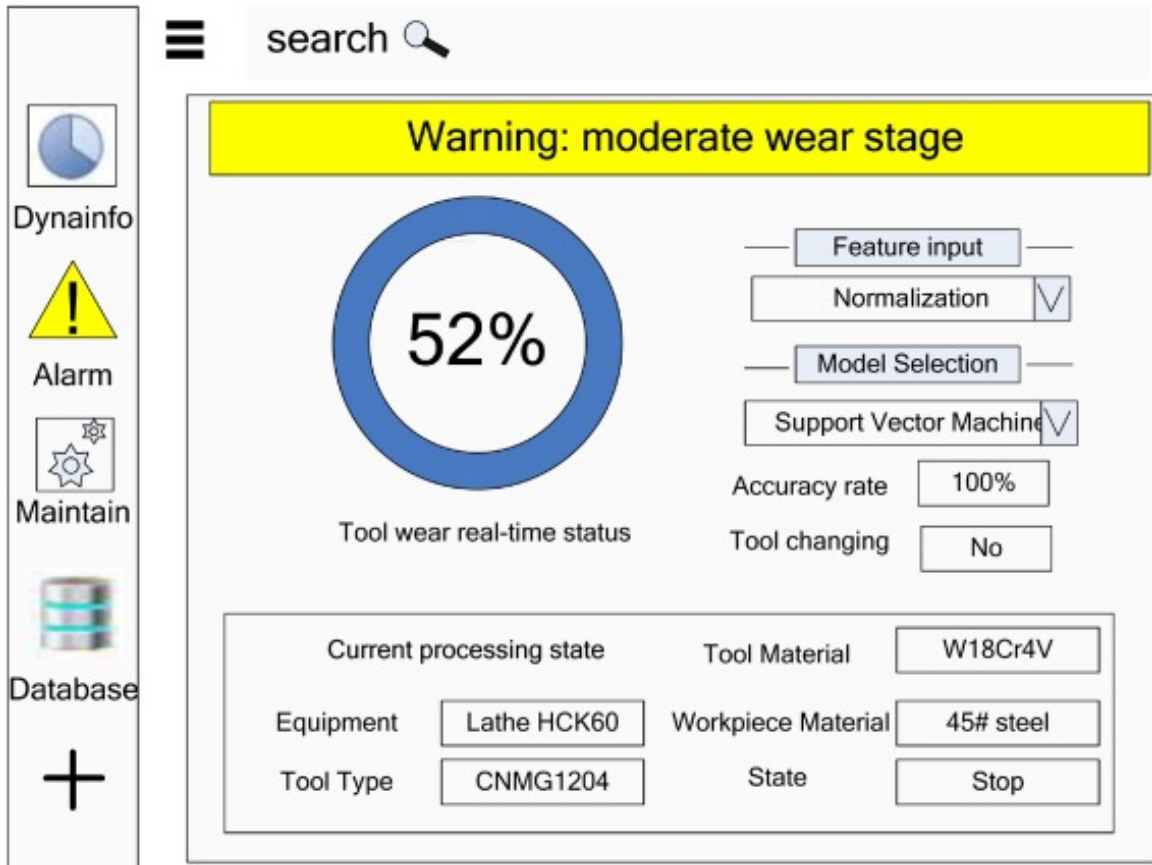 search
Warning: moderate wear stage
Dynainfo
Alarm
Maintain
Database
52%
Tool wear real-time status
Feature input
Normalization
Model Selection
Support Vector Machine
Accuracy rate 100%
Tool changing No
Current processing state
Tool Material W18Cr4V
Equipment Lathe HCK60
Workpiece Material 45# steel
Tool Type CNMG1204
State Stop